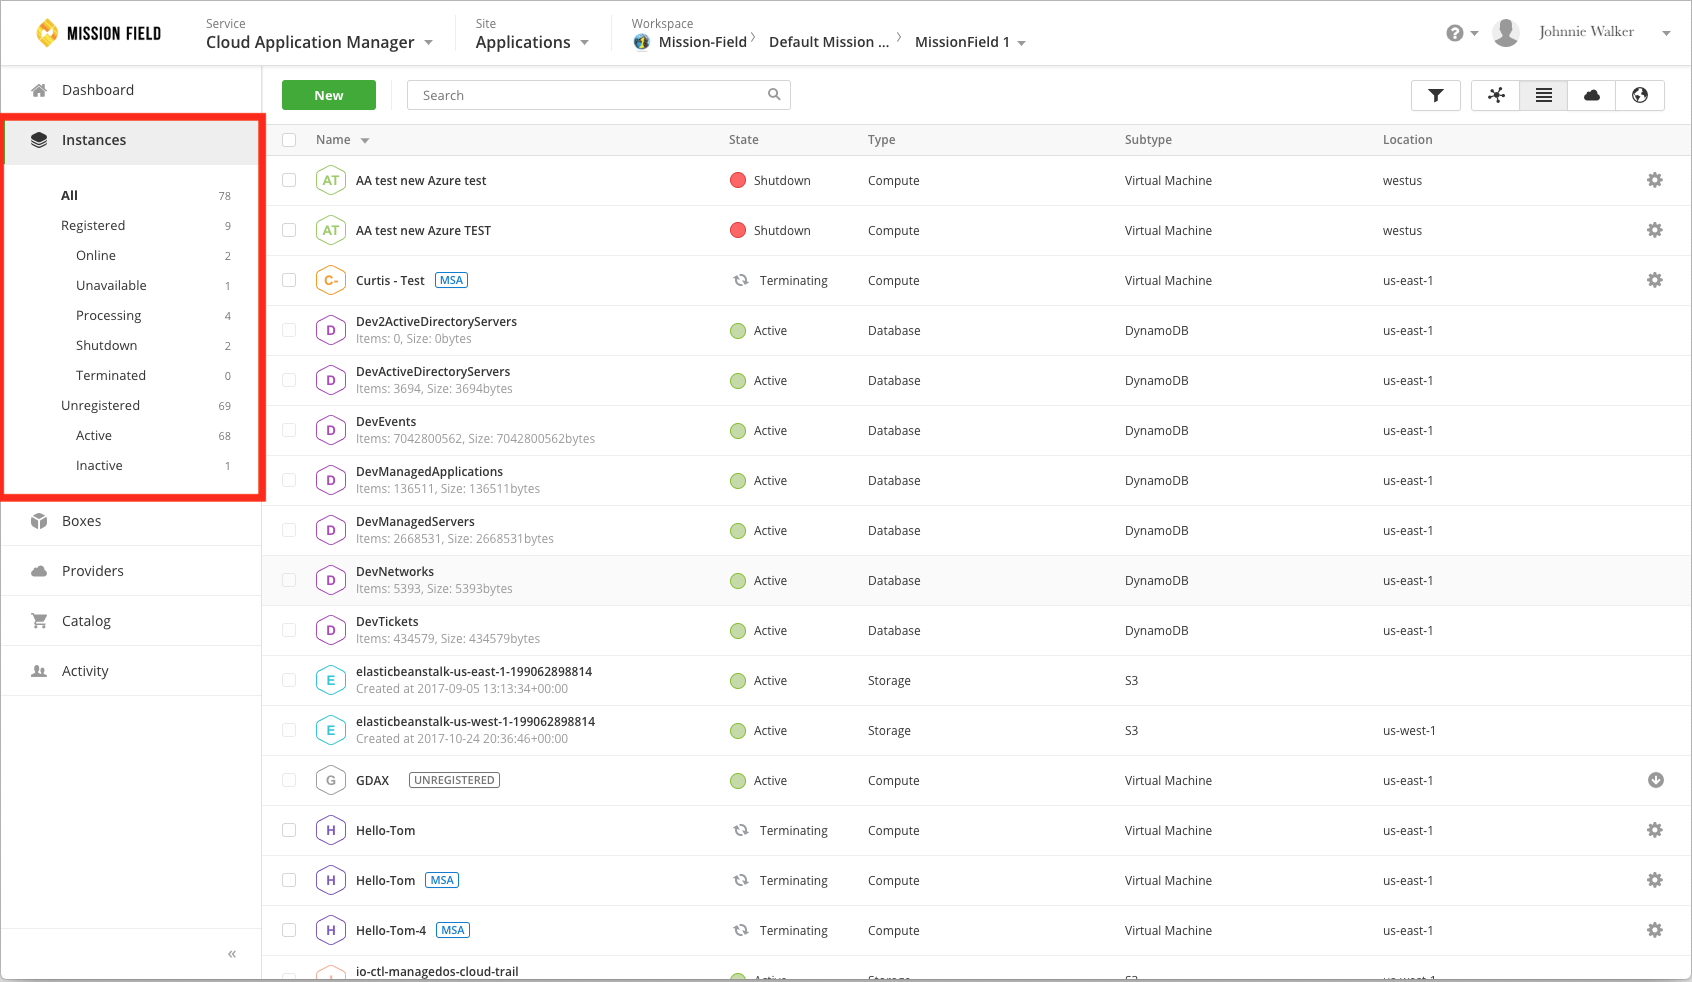 MISSION FIELD
Service
Cloud Application Manager
Site
Applications
Workspace
Mission-Field
Default Mission ...
MissionField 1
?
Johnnie Walker
Dashboard
Instances
All 78
Registered 9
Online 2
Unavailable 1
Processing 4
Shutdown 2
Terminated 0
Unregistered 69
Active 68
Inactive 1
Boxes
Providers
Catalog
Activity
«
New
Search
Name State Type Subtype Location
AT AA test new Azure test Shutdown Compute Virtual Machine westus
AT AA test new Azure TEST Shutdown Compute Virtual Machine westus
C- Curtis - Test MSA Terminating Compute Virtual Machine us-east-1
D Dev2ActiveDirectoryServers Active Database DynamoDB us-east-1
Items: 0, Size: 0bytes
D DevActiveDirectoryServers Active Database DynamoDB us-east-1
Items: 3694, Size: 3694bytes
D DevEvents Active Database DynamoDB us-east-1
Items: 7042800562, Size: 7042800562bytes
D DevManagedApplications Active Database DynamoDB us-east-1
Items: 136511, Size: 136511bytes
D DevManagedServers Active Database DynamoDB us-east-1
Items: 2668531, Size: 2668531bytes
D DevNetworks Active Database DynamoDB us-east-1
Items: 5393, Size: 5393bytes
D DevTickets Active Database DynamoDB us-east-1
Items: 434579, Size: 434579bytes
E elasticbeanstalk-us-east-1-199062898814 Active Storage S3
Created at 2017-09-05 13:13:34+00:00
E elasticbeanstalk-us-west-1-199062898814 Active Storage S3 us-west-1
Created at 2017-10-24 20:36:46+00:00
G GDAX UNREGISTERED Active Compute Virtual Machine us-east-1
H Hello-Tom Terminating Compute Virtual Machine us-east-1
H Hello-Tom MSA Terminating Compute Virtual Machine us-east-1
H Hello-Tom-4 MSA Terminating Compute Virtual Machine us-east-1
io-ctl-managedos-cloud-trail